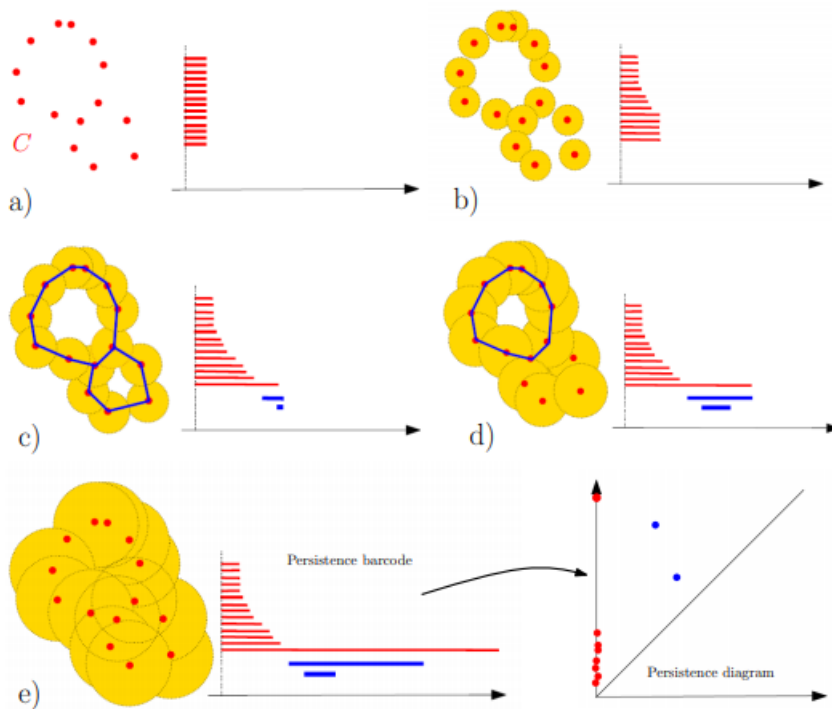 C
a)
b)
c)
d)
Persistence barcode
Persistence diagram
e)